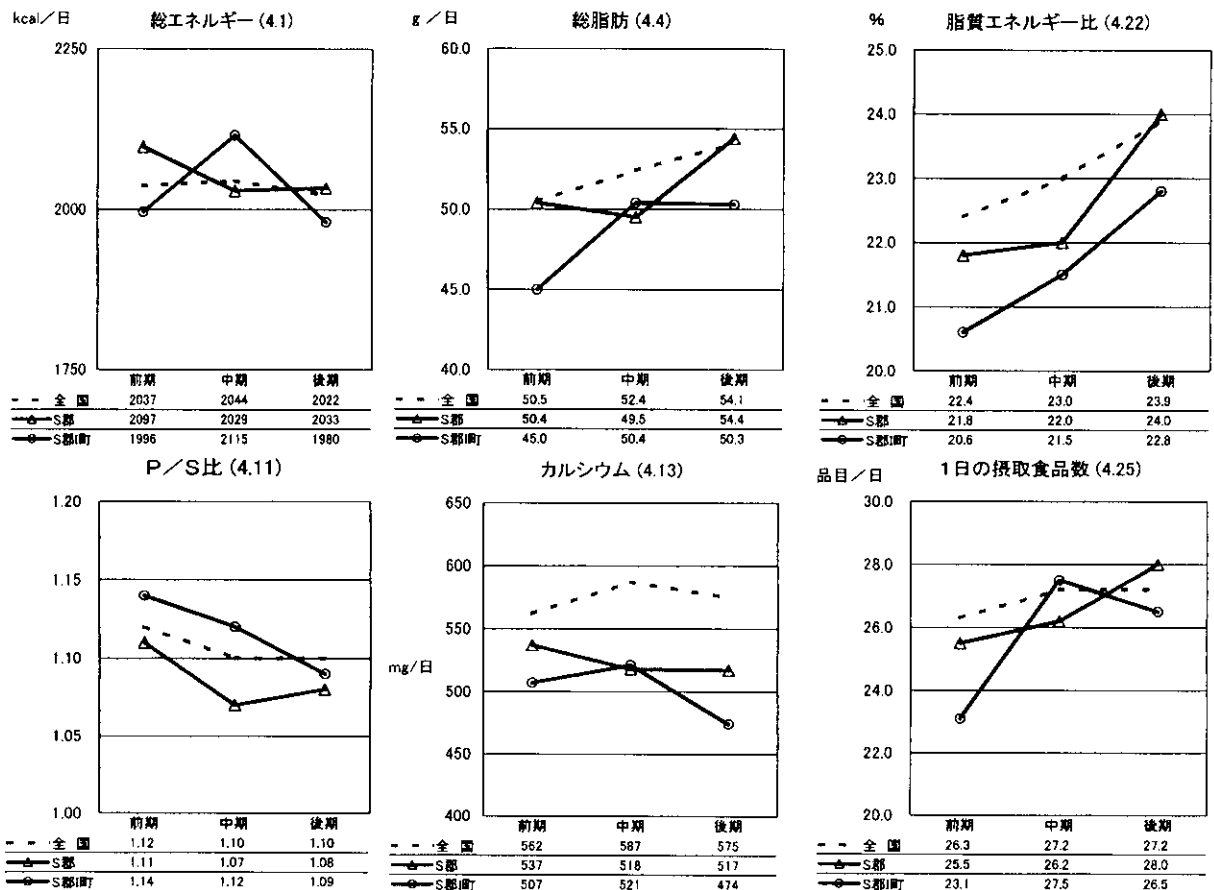 kcal/日
総エネルギー (4.1)
2250
2000
1750
前期 中期 後期
全 国 2037 2044 2022
S郡 2097 2029 2033
S郡I町 1996 2115 1980
g/日
総脂肪 (4.4)
60.0
55.0
50.0
45.0
40.0
前期 中期 後期
全 国 50.5 52.4 54.1
S郡 50.4 49.5 54.4
S郡I町 45.0 50.4 50.3
%
脂質エネルギー比 (4.22)
25.0
24.0
23.0
22.0
21.0
20.0
前期 中期 後期
全 国 22.4 23.0 23.9
S郡 21.8 22.0 24.0
S郡I町 20.6 21.5 22.8
P/S比 (4.11)
1.20
1.15
1.10
1.05
1.00
前期 中期 後期
全 国 1.12 1.10 1.10
S郡 1.11 1.07 1.08
S郡I町 1.14 1.12 1.09
カルシウム (4.13)
650
600
550
mg/日
500
450
400
前期 中期 後期
全 国 562 587 575
S郡 537 518 517
S郡I町 507 521 474
品目/日
1日の摂取食品数 (4.25)
30.0
28.0
26.0
24.0
22.0
20.0
前期 中期 後期
全 国 26.3 27.2 27.2
S郡 25.5 26.2 28.0
S郡I町 23.1 27.5 26.5